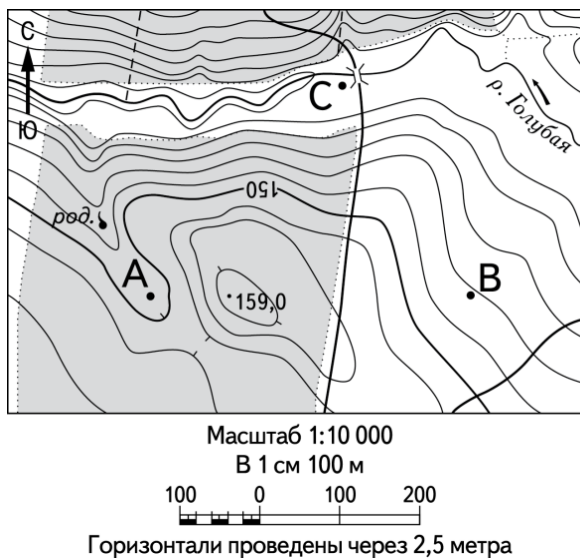 С
Ю
С
р. Голубая
150
род.
А
В
159,0
Масштаб 1:10 000
В 1 см 100 м
100 0 100 200
Горизонтали проведены через 2,5 метра